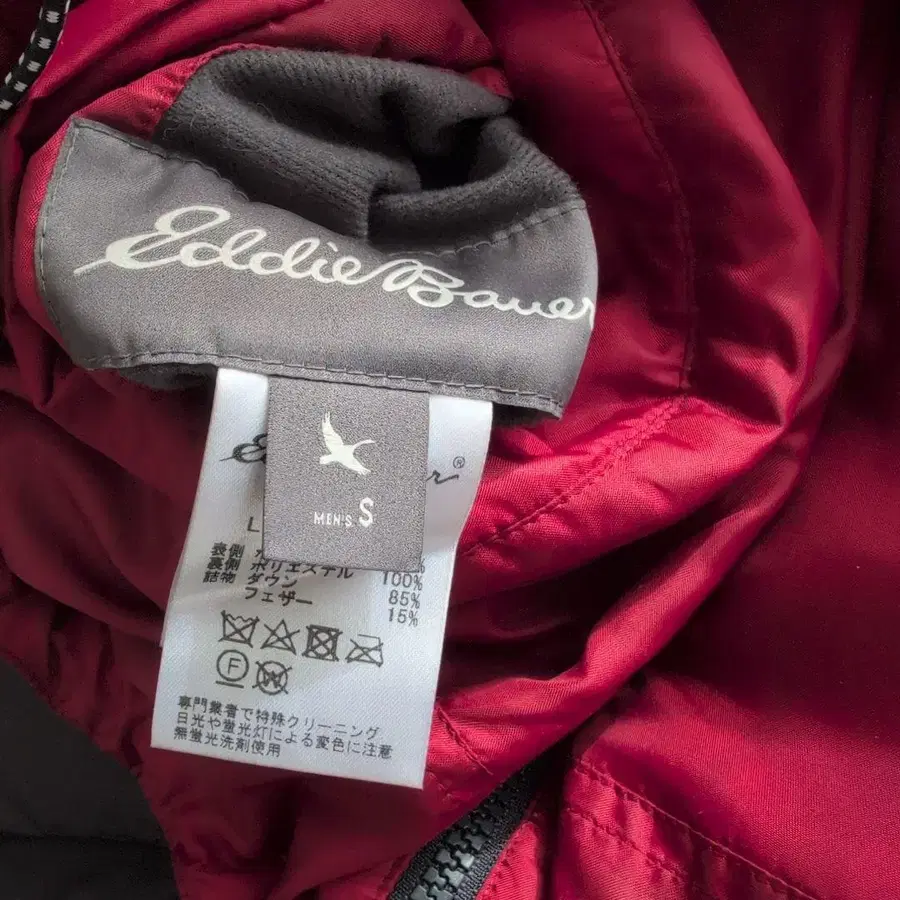 Eddie Bauer
MEN'S S
表側
裏側 ポリエステル 100%
詰物 ダウン 85%
フェザー 15%
F
W
専門業者で特殊クリーニング
日光や蛍光灯による変色に注意
無蛍光洗剤使用